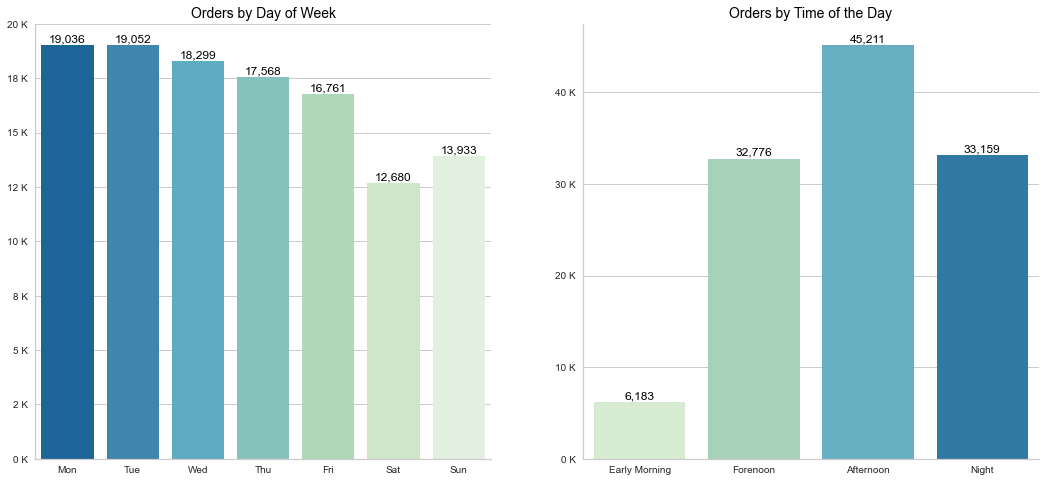 Orders by Day of Week
20 K
18 K
15 K
12 K
10 K
8 K
5 K
2 K
0 K
19,036
19,052
18,299
17,568
16,761
12,680
13,933
Mon
Tue
Wed
Thu
Fri
Sat
Sun
Orders by Time of the Day
40 K
30 K
20 K
10 K
0 K
6,183
32,776
45,211
33,159
Early Morning
Forenoon
Afternoon
Night